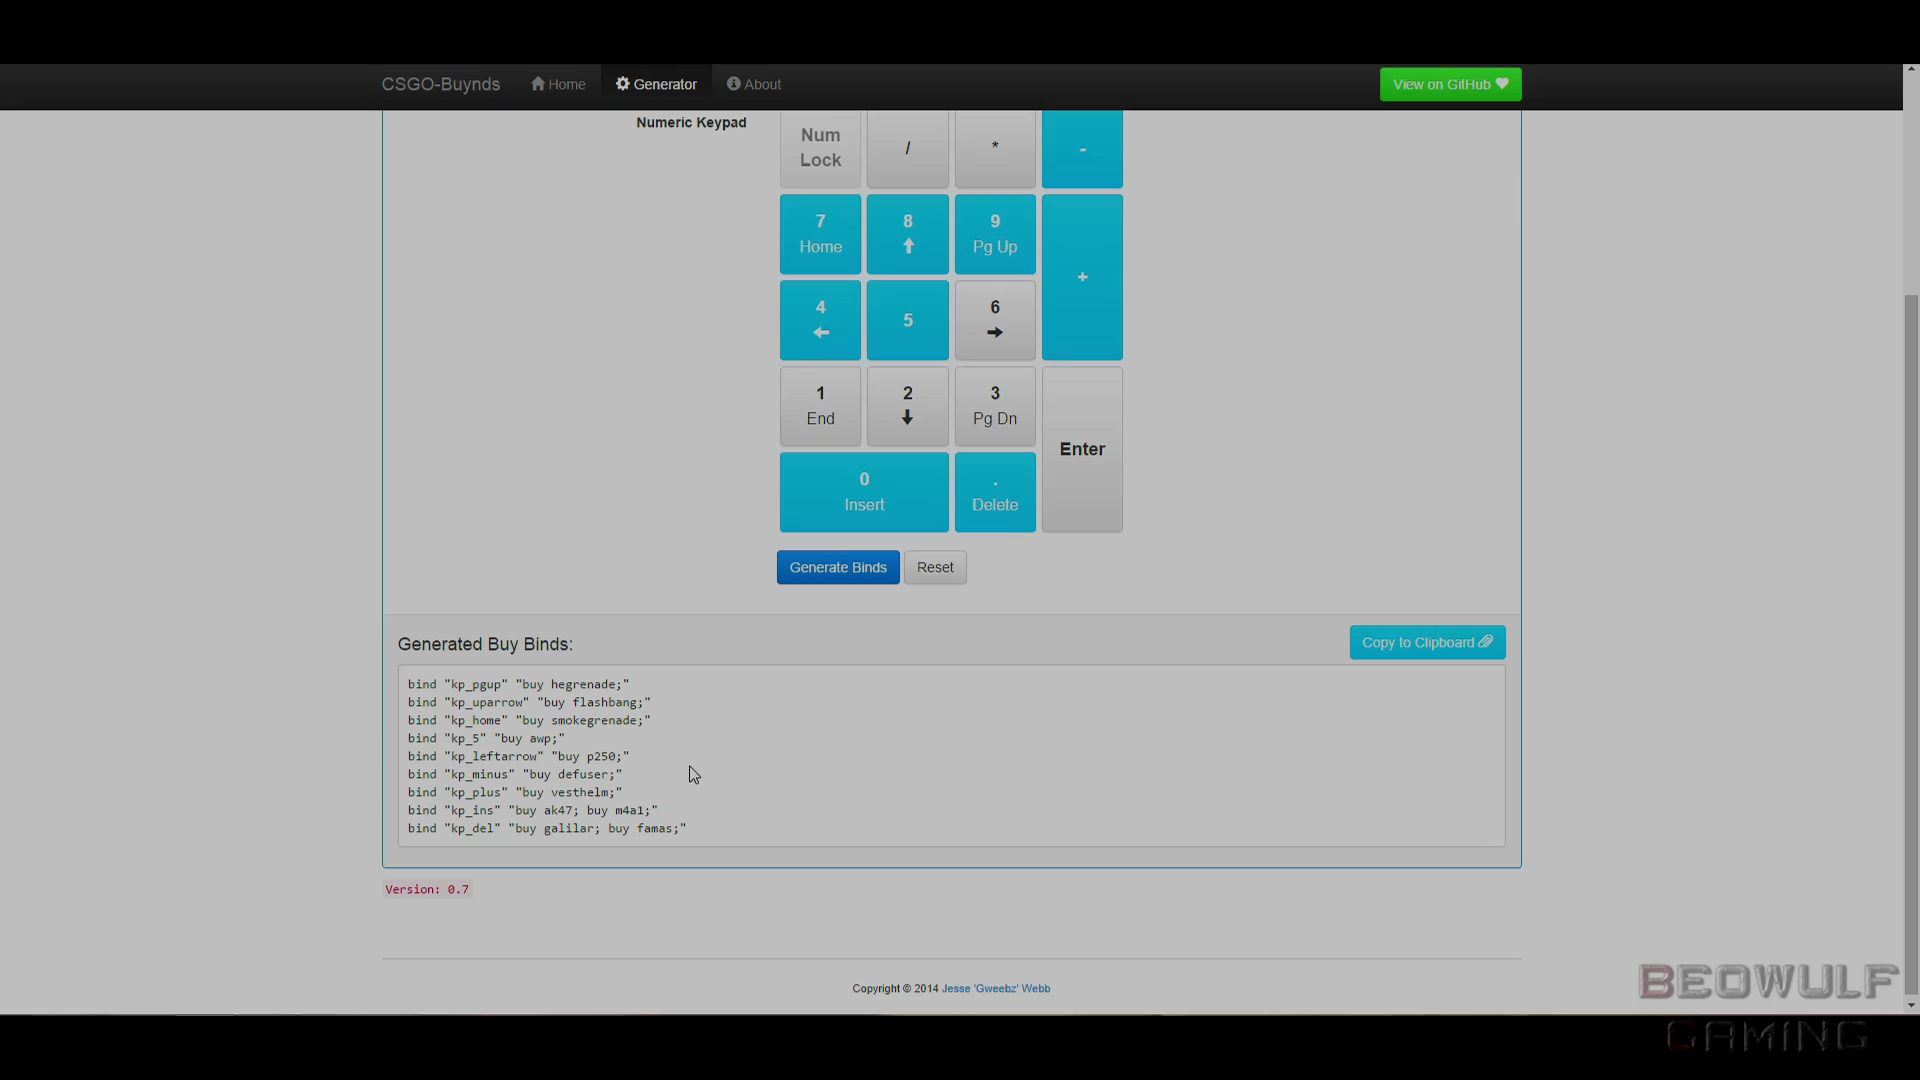 CSGO-Buynds Home Generator About View on GitHub
Numeric Keypad
Num Lock / * -
7 Home 8 9 Pg Up +
4 5 6
1 End 2 3 Pg Dn Enter
0 Insert . Delete
Generate Binds Reset
Generated Buy Binds: Copy to Clipboard
bind "kp_pgup" "buy hegrenade;"
bind "kp_uparrow" "buy flashbang;"
bind "kp_home" "buy smokegrenade;"
bind "kp_5" "buy awp;"
bind "kp_leftarrow" "buy p250;"
bind "kp_minus" "buy defuser;"
bind "kp_plus" "buy vesthelm;"
bind "kp_ins" "buy ak47; buy m4a1;"
bind "kp_del" "buy galilar; buy famas;"
Version: 0.7
Copyright © 2014 Jesse 'Gweebz' Webb
BEOWULF
GAMING